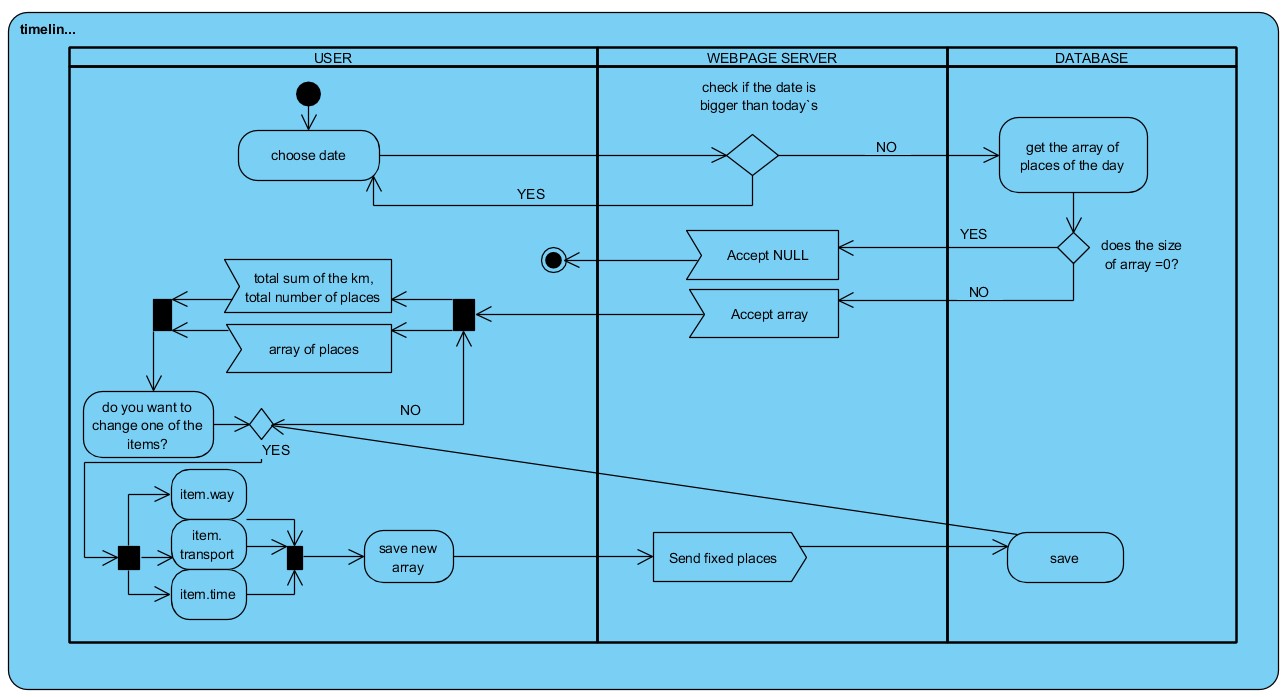 timelin...
USER
WEBPAGE SERVER
DATABASE
check if the date is
bigger than today`s
choose date
NO
get the array of
places of the day
YES
YES
does the size
of array =0?
Accept NULL
total sum of the km,
total number of places
NO
Accept array
array of places
do you want to
change one of the
items?
NO
YES
item.way
item.
transport
item.time
save new
array
Send fixed places
save